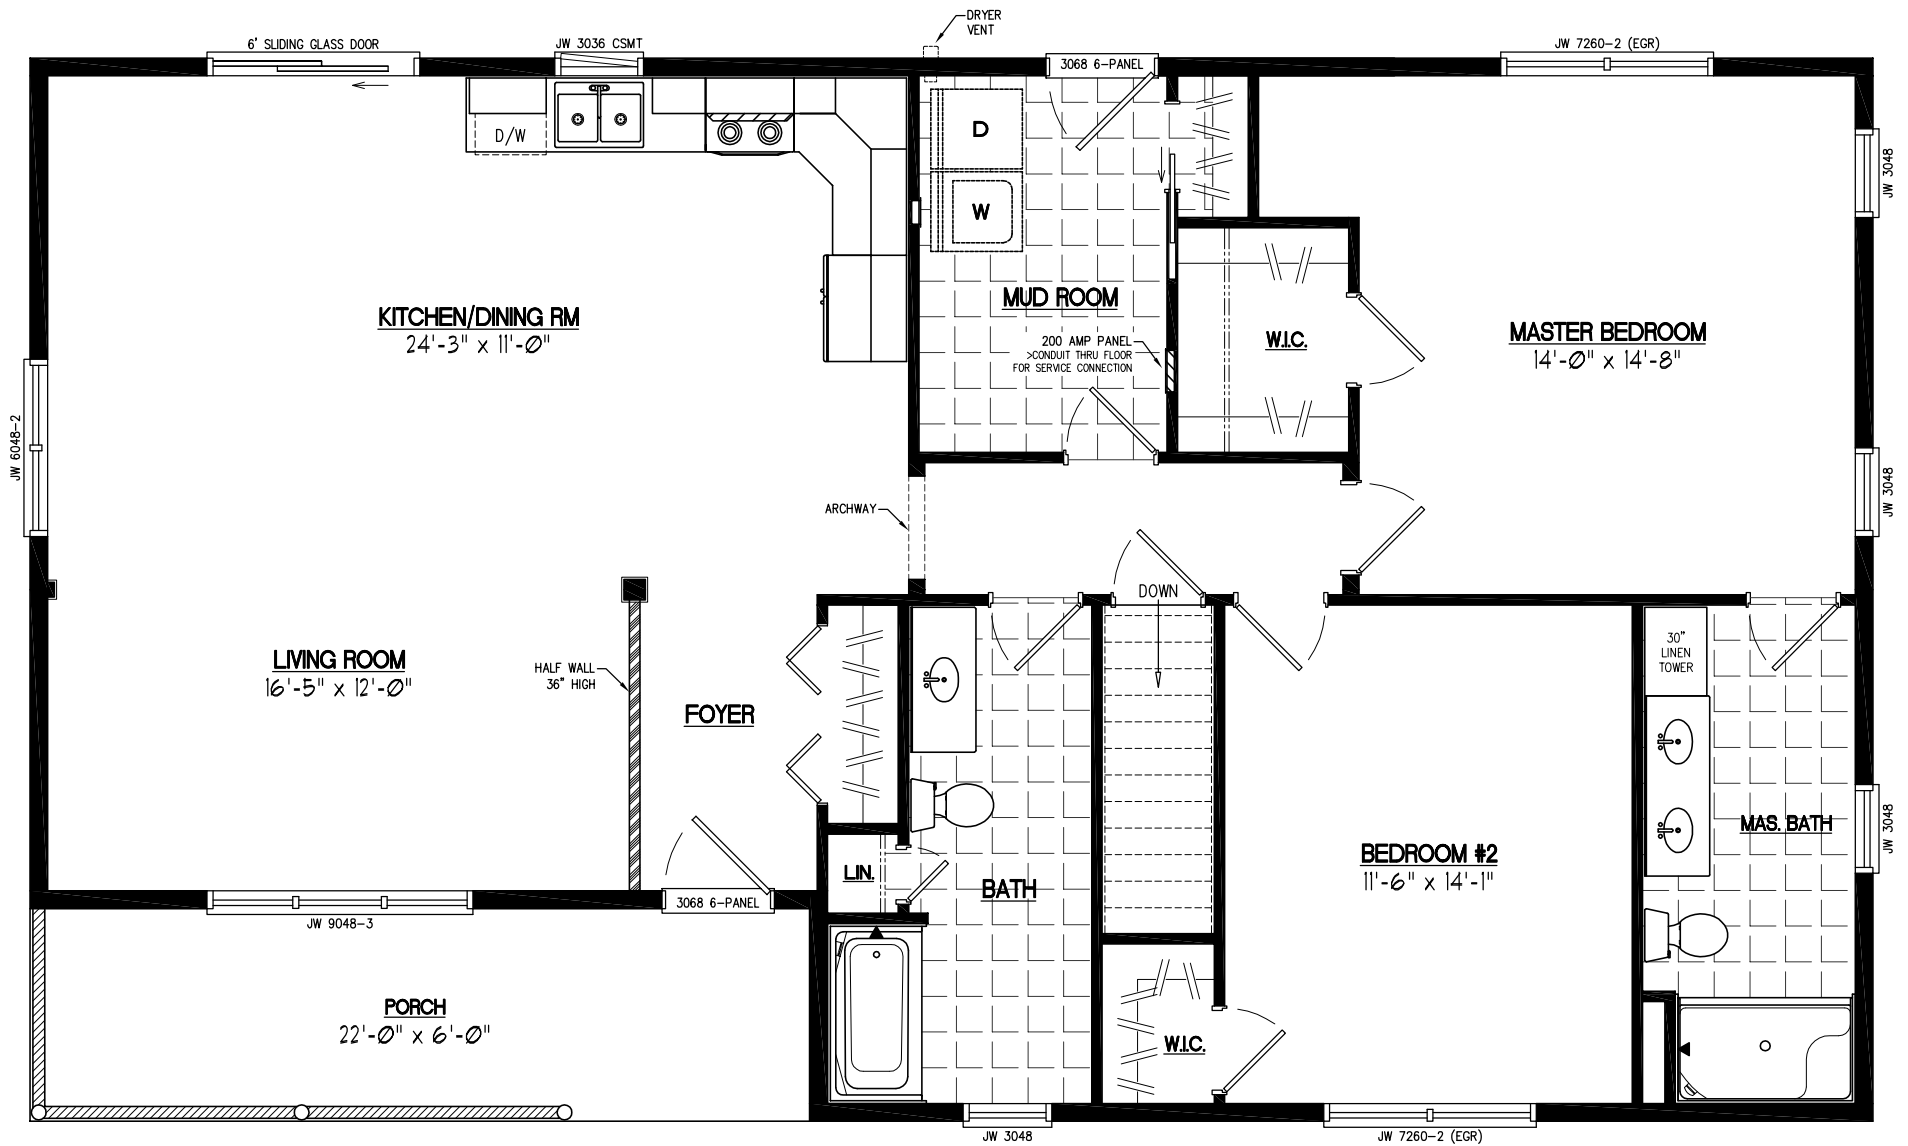 DRYER
VENT
6' SLIDING GLASS DOOR
JW 3036 CSMT
JW 7260-2 (EGR)
3068 6-PANEL
D/W
D
W
JW 3048
KITCHEN/DINING RM
24'-3" x 11'-0"
MUD ROOM
200 AMP PANEL
>CONDUIT THRU FLOOR
FOR SERVICE CONNECTION
W.I.C.
MASTER BEDROOM
14'-0" x 14'-8"
JW 6048-2
ARCHWAY
JW 3048
DOWN
LIVING ROOM
16'-5" x 12'-0"
HALF WALL
36" HIGH
FOYER
30"
LINEN
TOWER
MAS. BATH
JW 3048
BEDROOM #2
11'-6" x 14'-1"
LIN.
BATH
3068 6-PANEL
JW 9048-3
PORCH
22'-0" x 6'-0"
W.I.C.
JW 3048
JW 7260-2 (EGR)